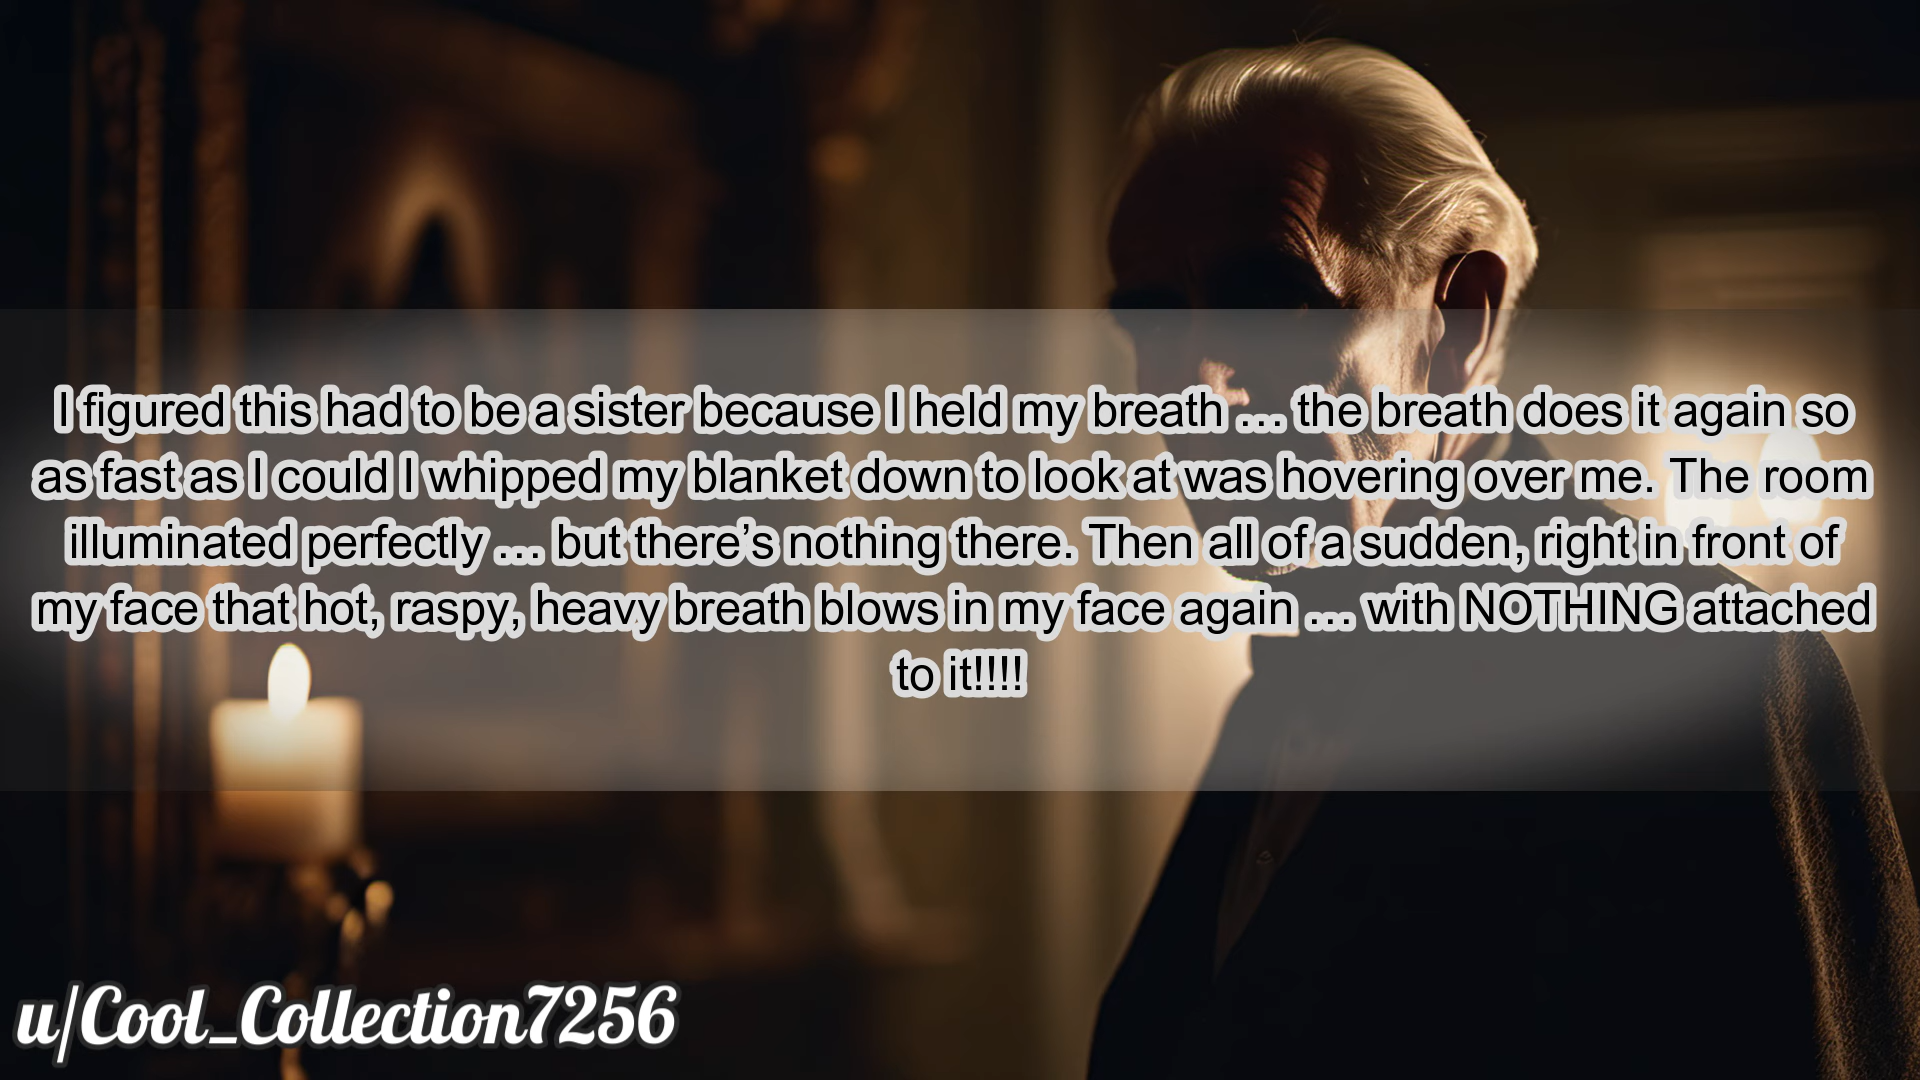 I figured this had to be a sister because I held my breath … the breath does it again so
as fast as I could I whipped my blanket down to look at was hovering over me. The room
illuminated perfectly … but there’s nothing there. Then all of a sudden, right in front of
my face that hot, raspy, heavy breath blows in my face again … with NOTHING attached
to it!!!!
u/Cool_Collection7256